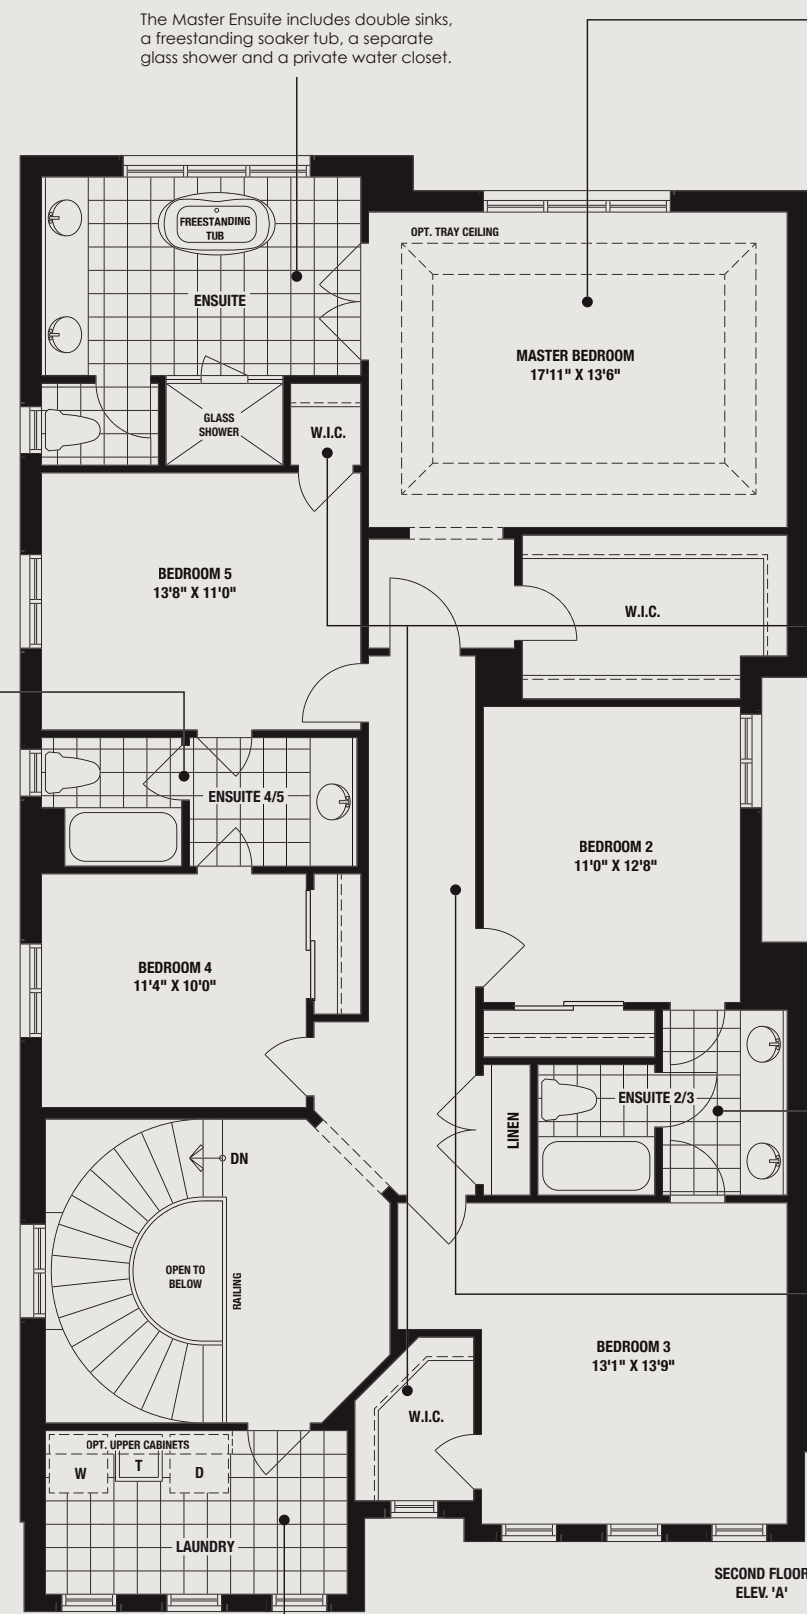 The Master Ensuite includes double sinks,
a freestanding soaker tub, a separate
glass shower and a private water closet.
FREESTANDING
TUB
OPT. TRAY CEILING
ENSUITE
MASTER BEDROOM
17'11" X 13'6"
GLASS
SHOWER
W.I.C.
BEDROOM 5
13'8" X 11'0"
W.I.C.
ENSUITE 4/5
BEDROOM 2
11'0" X 12'8"
BEDROOM 4
11'4" X 10'0"
ENSUITE 2/3
LINEN
DN
OPEN TO
BELOW
RAILING
BEDROOM 3
13'1" X 13'9"
W.I.C.
OPT. UPPER CABINETS
W
T
D
LAUNDRY
SECOND FLOOR
ELEV. 'A'